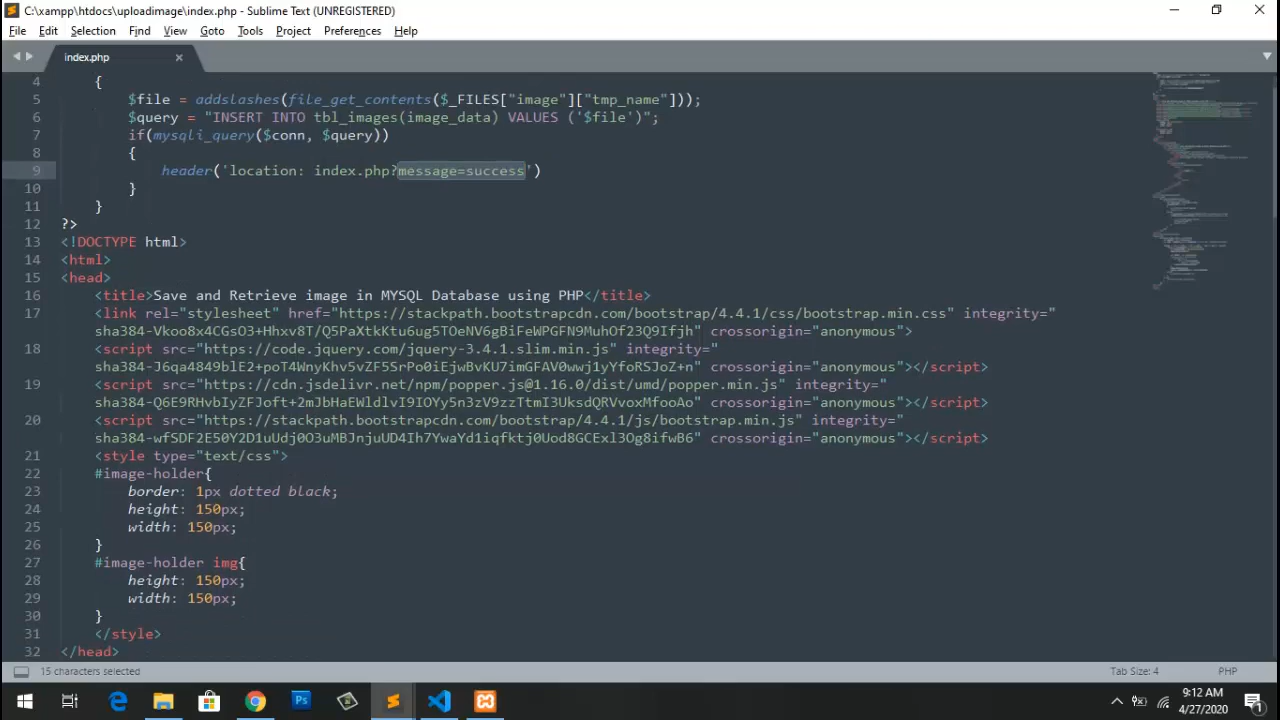 C:\xampp\htdocs\uploadimage\index.php - Sublime Text (UNREGISTERED)
File Edit Selection Find View Goto Tools Project Preferences Help
index.php
4 {
5 $file = addslashes(file_get_contents($_FILES["image"]["tmp_name"]));
6 $query = "INSERT INTO tbl_images(image_data) VALUES ('$file')";
7 if(mysqli_query($conn, $query))
8 {
9 header('location: index.php?message=success')
10 }
11 }
12 ?>
13 <!DOCTYPE html>
14 <html>
15 <head>
16 <title>Save and Retrieve image in MYSQL Database using PHP</title>
17 <link rel="stylesheet" href="https://stackpath.bootstrapcdn.com/bootstrap/4.4.1/css/bootstrap.min.css" integrity="
sha384-Vkoo8x4CGsO3+Hhxv8T/Q5PaXtkKtu6ug5TOeNV6gBiFeWPGFN9MuhOf23Q9Ifjh" crossorigin="anonymous">
18 <script src="https://code.jquery.com/jquery-3.4.1.slim.min.js" integrity="
sha384-J6qa4849blE2+poT4WnyKhv5vZF5SrPo0iEjwBvKU7imGFAV0wwj1yYfoRSJoZ+n" crossorigin="anonymous"></script>
19 <script src="https://cdn.jsdelivr.net/npm/popper.js@1.16.0/dist/umd/popper.min.js" integrity="
sha384-Q6E9RHvbIyZFJoft+2mJbHaEWldlvI9IOYy5n3zV9zzTtmI3UksdQRVvoxMfooAo" crossorigin="anonymous"></script>
20 <script src="https://stackpath.bootstrapcdn.com/bootstrap/4.4.1/js/bootstrap.min.js" integrity="
sha384-wfSDF2E50Y2D1uUdj0O3uMBJnjuUD4Ih7YwaYd1iqfktj0Uod8GCExl3Og8ifwB6" crossorigin="anonymous"></script>
21 <style type="text/css">
22 #image-holder{
23 border: 1px dotted black;
24 height: 150px;
25 width: 150px;
26 }
27 #image-holder img{
28 height: 150px;
29 width: 150px;
30 }
31 </style>
32 </head>
15 characters selected Tab Size: 4 PHP
Ps
9:12 AM
4/27/2020
1